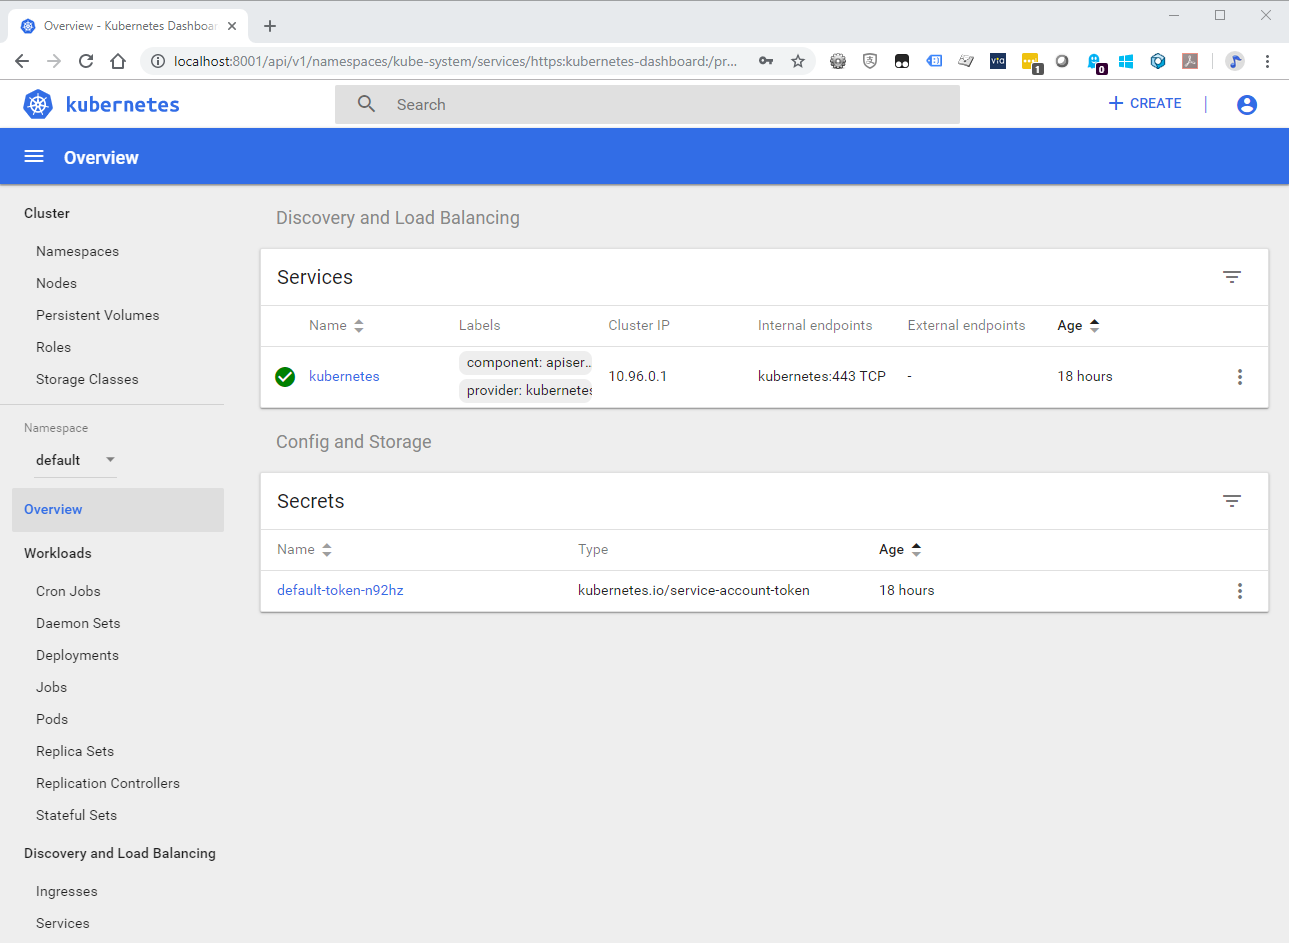 Overview - Kubernetes Dashboar
localhost:8001/api/v1/namespaces/kube-system/services/https:kubernetes-dashboard:/pr...
VTA
1
0
kubernetes
Search
CREATE
Overview
Cluster
Namespaces
Nodes
Persistent Volumes
Roles
Storage Classes
Namespace
default
Overview
Workloads
Cron Jobs
Daemon Sets
Deployments
Jobs
Pods
Replica Sets
Replication Controllers
Stateful Sets
Discovery and Load Balancing
Ingresses
Services
Discovery and Load Balancing
Services
Name Labels Cluster IP Internal endpoints External endpoints Age
kubernetes component: apiser.. 10.96.0.1 kubernetes:443 TCP - 18 hours
provider: kubernetes
Config and Storage
Secrets
Name Type Age
default-token-n92hz kubernetes.io/service-account-token 18 hours